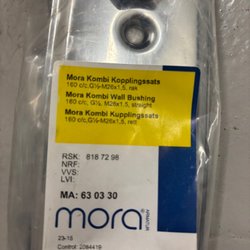 Mora Kombi Kopplingssats
160 c/c,G½-M26x1,5, rak
Mora Kombi Wall Bushing
160 c/c, G½, M26x1,5, straight
Mora Kombi Kupplingssats
160 c/c,G½-M26x1,5, rett
RSK: 818 72 98
NRF:
VVS:
LVI:
MA: 63 03 30
mora
ARMATUR
23-15
Control: 2084419